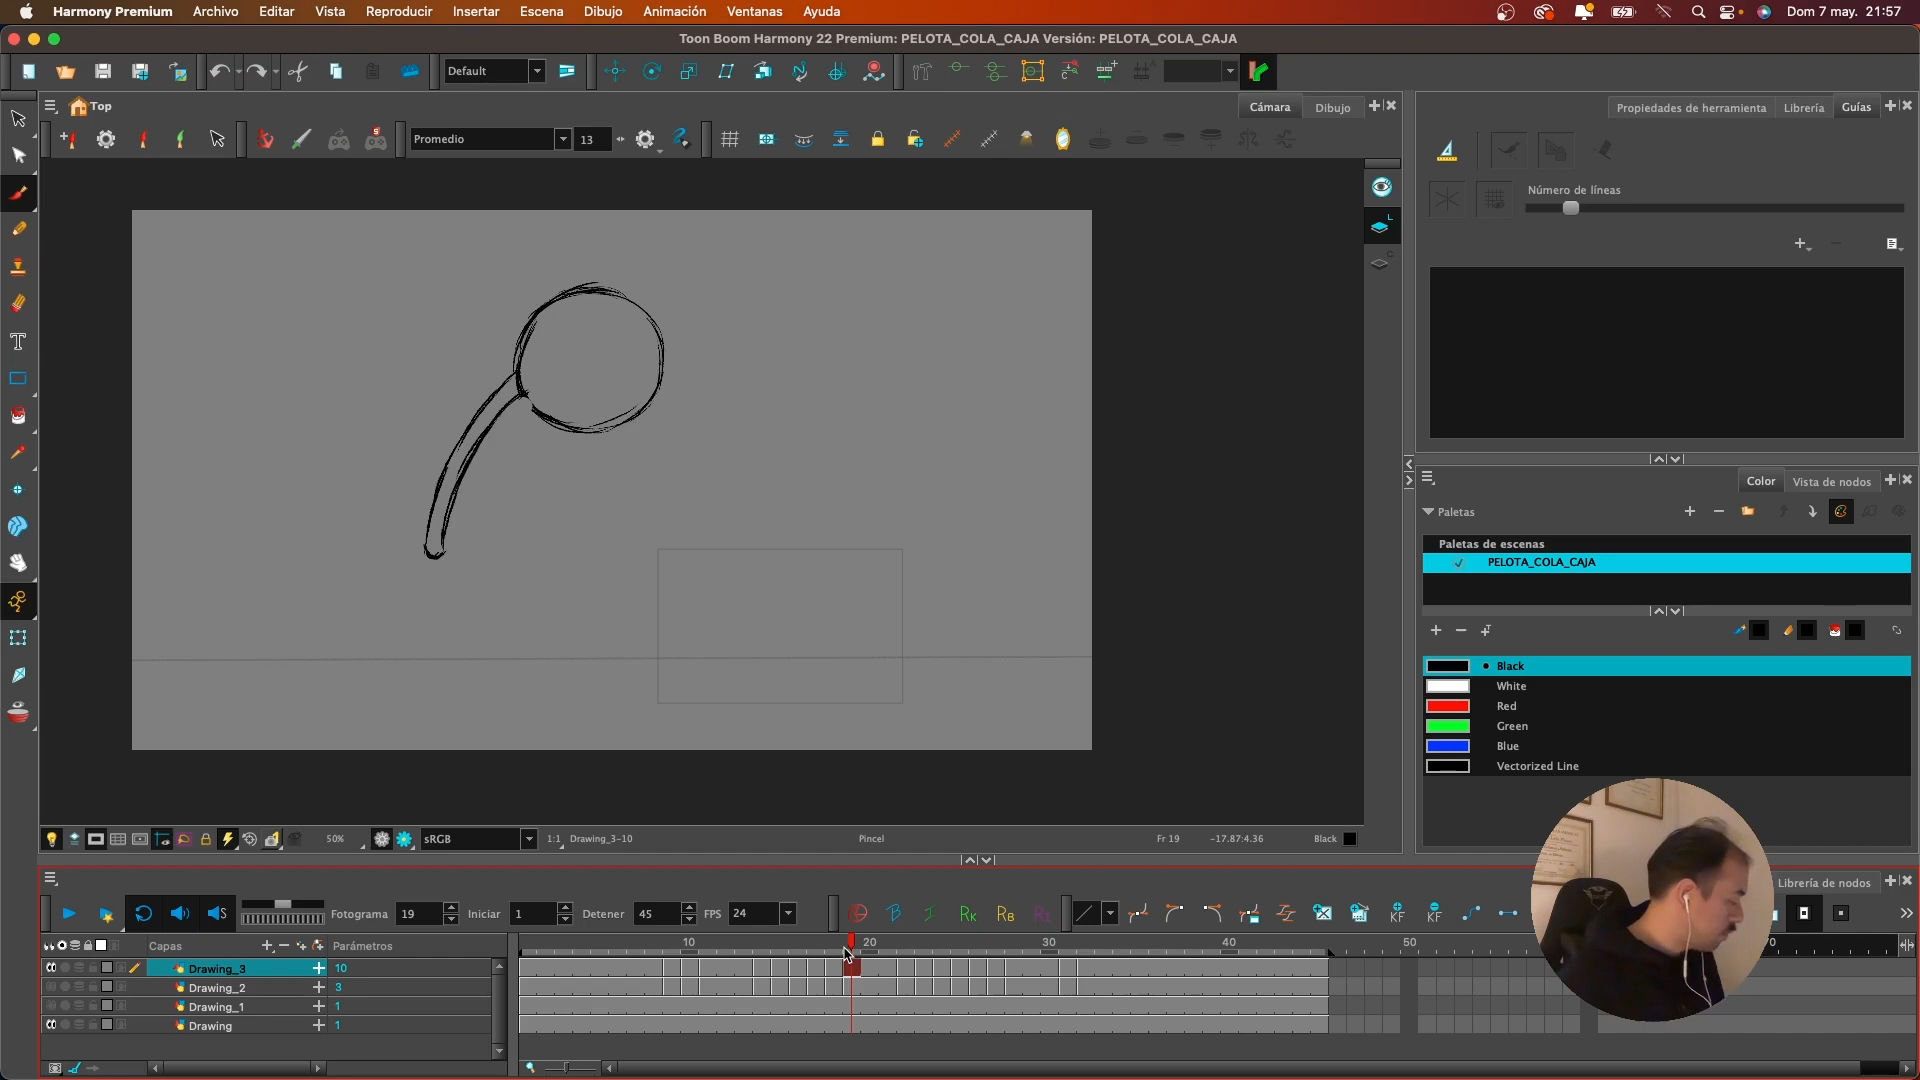 Harmony Premium Archivo Editar Vista Reproducir Insertar Escena Dibujo Animación Ventanas Ayuda Dom 7 may. 21:57
Toon Boom Harmony 22 Premium: PELOTA_COLA_CAJA Versión: PELOTA_COLA_CAJA
Default
Top Cámara Dibujo Propiedades de herramienta Librería Guías
Promedio 13
Número de líneas
Color Vista de nodos
Paletas
Paletas de escenas
PELOTA_COLA_CAJA
Black
White
Red
Green
Blue
Vectorized Line
50% sRGB 1:1 Drawing_3-10 Pincel Fr 19 -17.87:4.36 Black
Librería de nodos
Fotograma 19 Iniciar 1 Detener 45 FPS 24 RK RB KF KF
Capas Parámetros 10 20 30 40 50
Drawing_3 10
Drawing_2 3
Drawing_1 1
Drawing 1